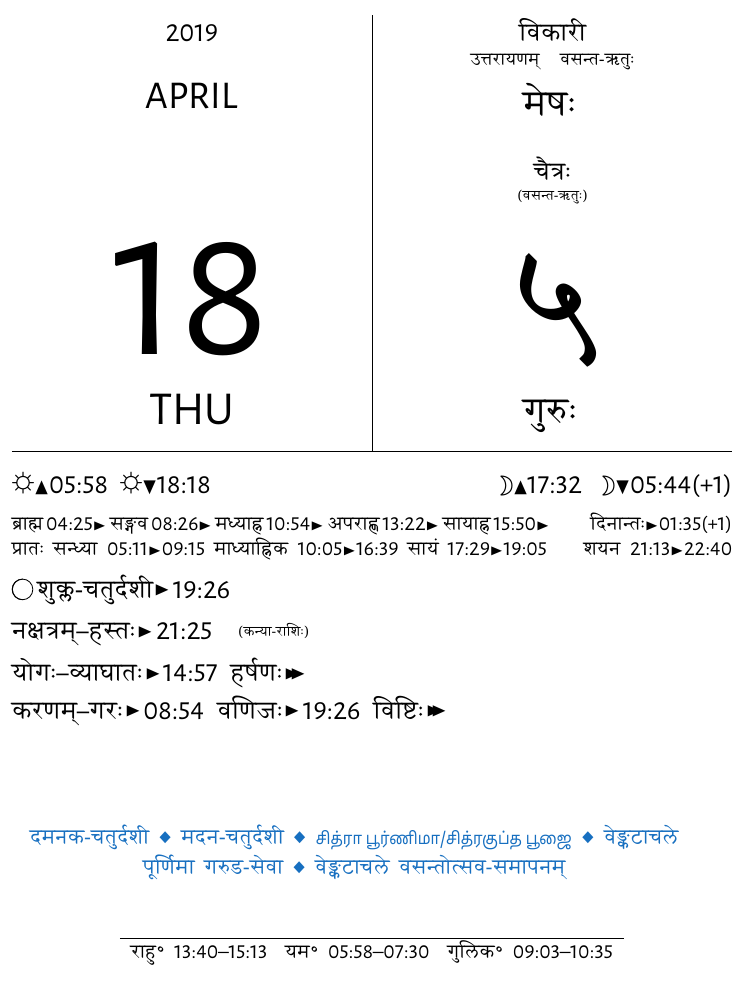 2019
APRIL
18
THU
विकारी
उत्तरायणम् वसन्त-ऋतुः
मेषः
चैत्रः
(वसन्त-ऋतुः)
५
गुरुः
☼▲05:58 ☼▼18:18 ☽▲17:32 ☽▼05:44(+1)
ब्राह्म 04:25► सङ्गव 08:26► मध्याह्न 10:54► अपराह्ण 13:22► सायाह्न 15:50► दिनान्तः►01:35(+1)
प्रातः सन्ध्या 05:11►09:15 माध्याह्निक 10:05►16:39 सायं 17:29►19:05 शयन 21:13►22:40
◯ शुक्ल-चतुर्दशी►19:26
नक्षत्रम्–हस्तः►21:25 (कन्या-राशिः)
योगः–व्याघातः►14:57 हर्षणः►►
करणम्–गरः►08:54 वणिजः►19:26 विष्टिः►►
दमनक-चतुर्दशी ◆ मदन-चतुर्दशी ◆ சித்ரா பூர்ணிமா/சித்ரகுப்த பூஜை ◆ वेङ्कटाचले
पूर्णिमा गरुड-सेवा ◆ वेङ्कटाचले वसन्तोत्सव-समापनम्
राहु° 13:40–15:13 यम° 05:58–07:30 गुलिक° 09:03–10:35